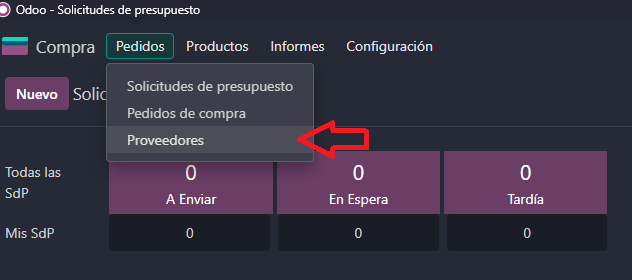 Odoo - Solicitudes de presupuesto
Compra Pedidos Productos Informes Configuración
Nuevo Solic
Solicitudes de presupuesto
Pedidos de compra
Proveedores
Todas las SdP
0 A Enviar
0 En Espera
0 Tardía
Mis SdP 0 0 0